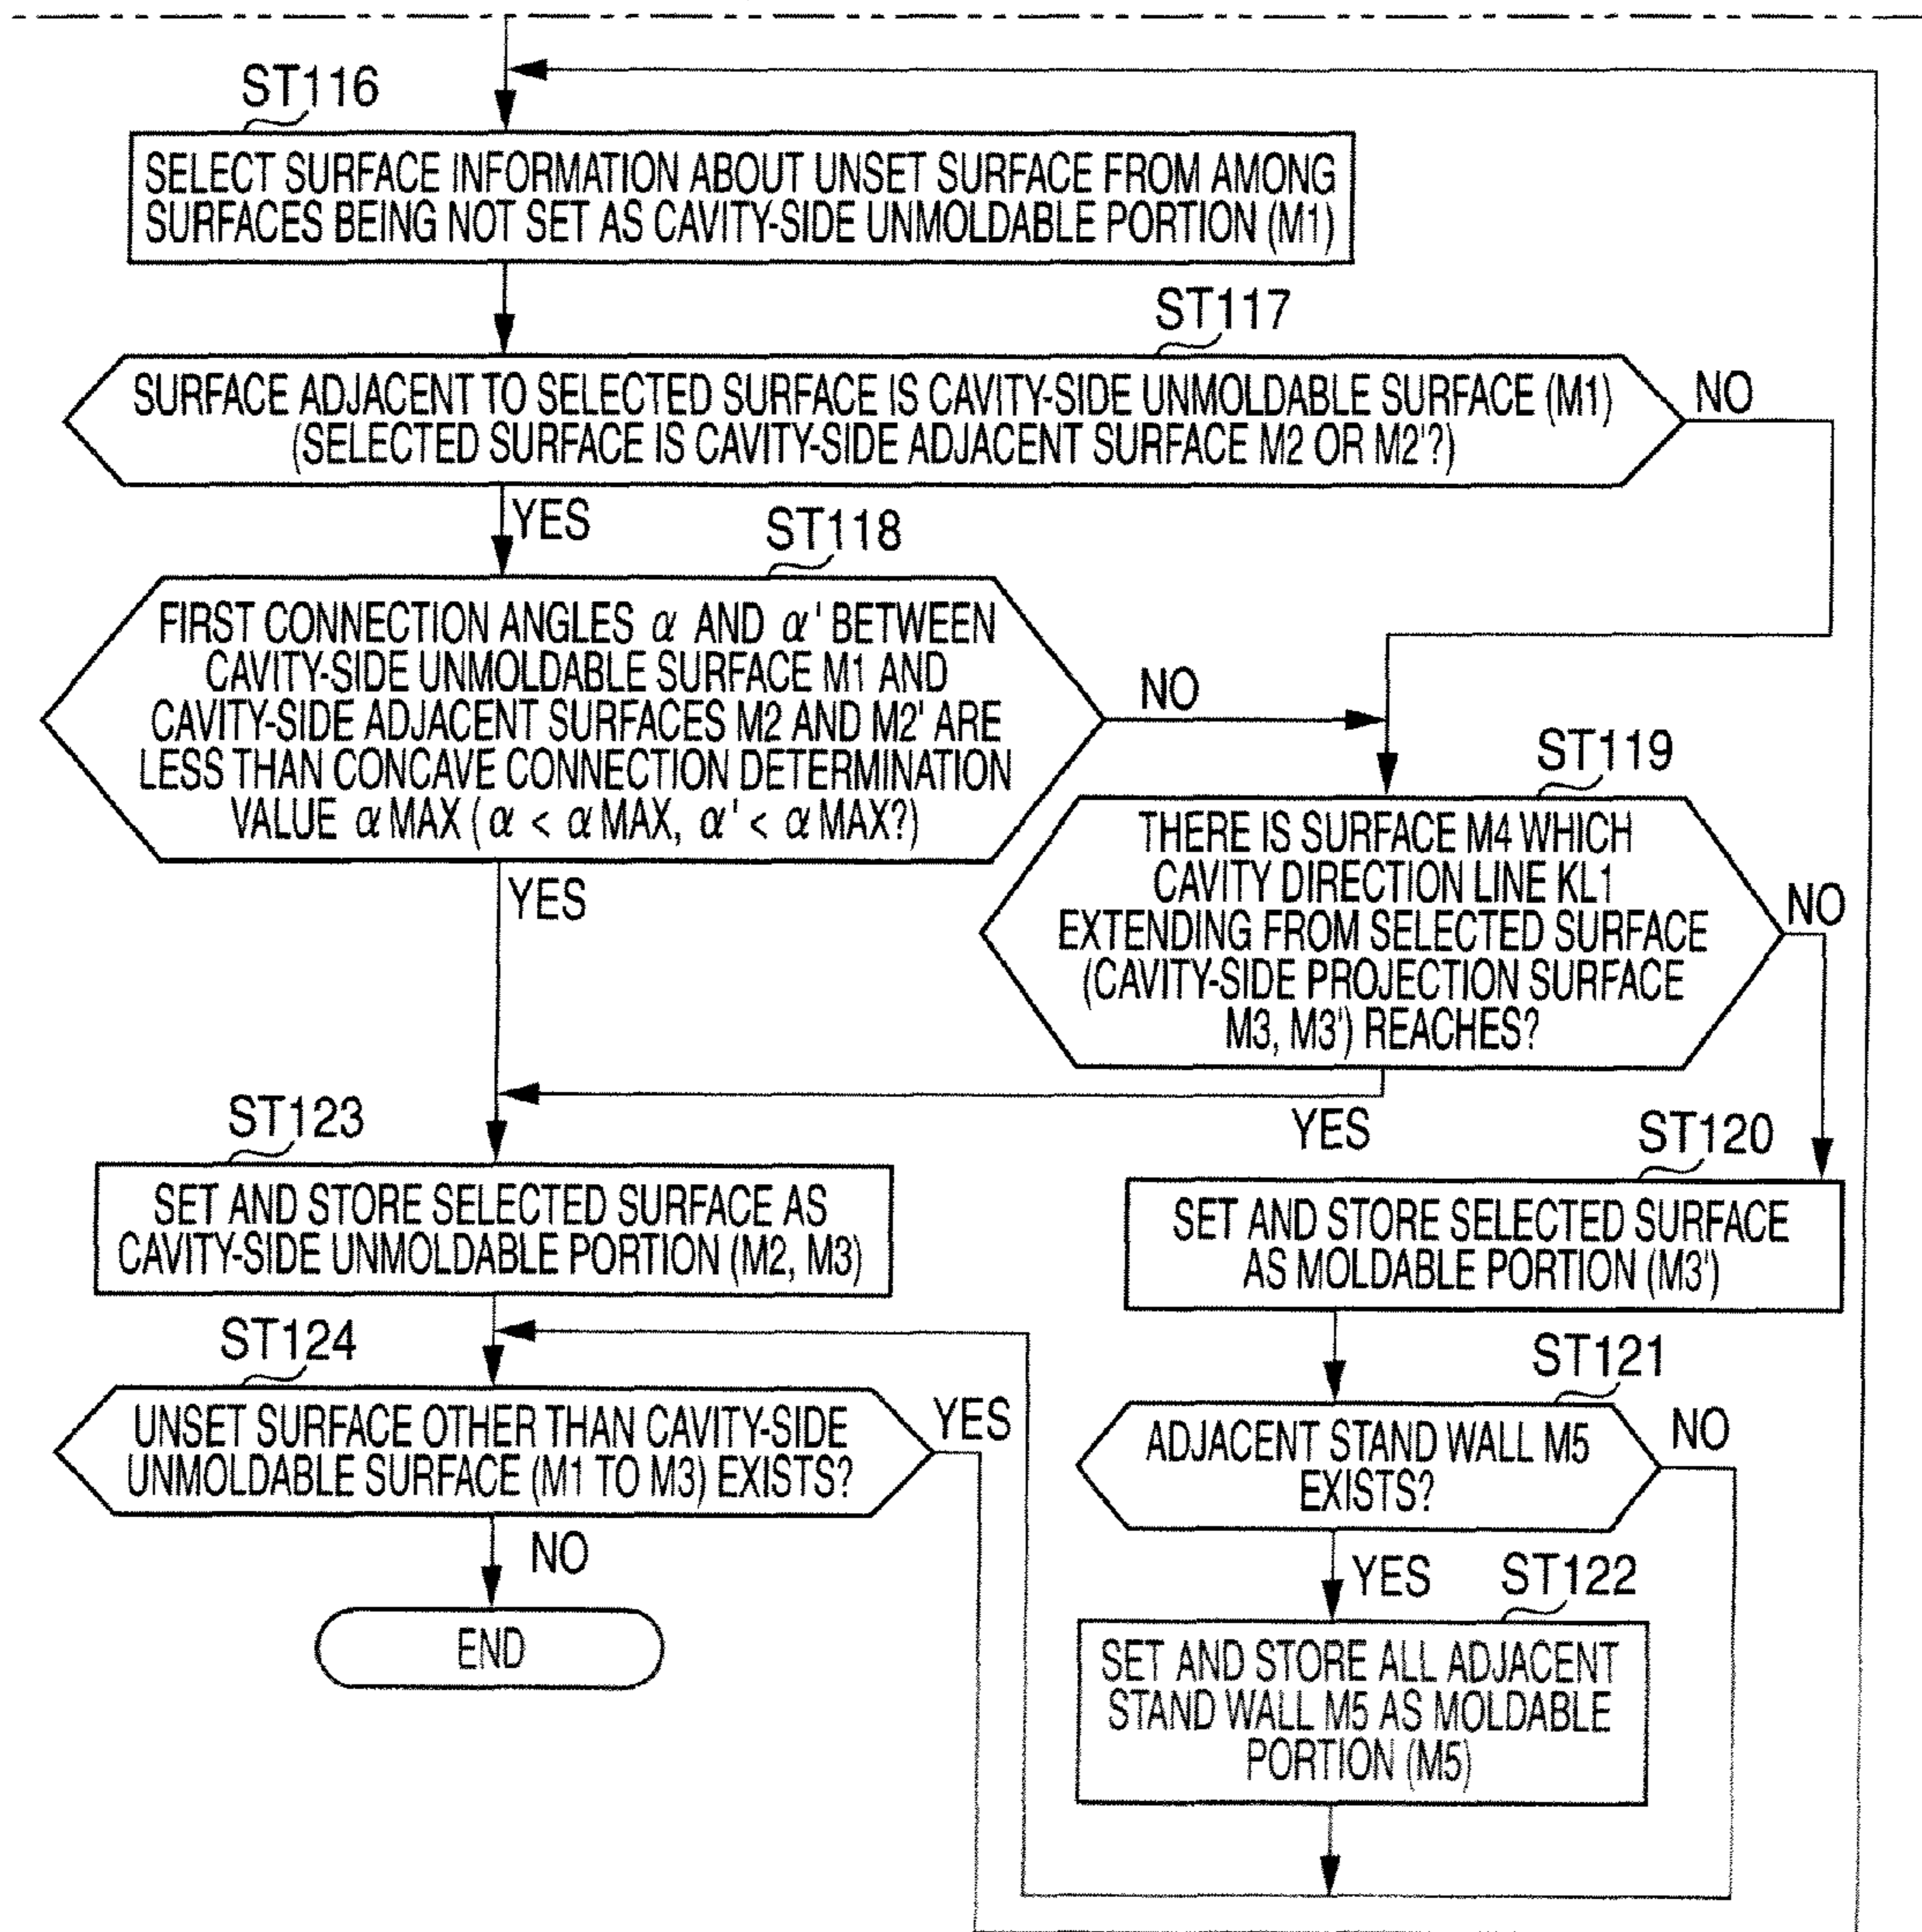 ST116
SELECT SURFACE INFORMATION ABOUT UNSET SURFACE FROM AMONG
SURFACES BEING NOT SET AS CAVITY-SIDE UNMOLDABLE PORTION (M1)
ST117
SURFACE ADJACENT TO SELECTED SURFACE IS CAVITY-SIDE UNMOLDABLE SURFACE (M1)
(SELECTED SURFACE IS CAVITY-SIDE ADJACENT SURFACE M2 OR M2'?)
NO
YES
ST118
FIRST CONNECTION ANGLES α AND α' BETWEEN
CAVITY-SIDE UNMOLDABLE SURFACE M1 AND
CAVITY-SIDE ADJACENT SURFACES M2 AND M2' ARE
LESS THAN CONCAVE CONNECTION DETERMINATION
VALUE α MAX ( α < α MAX, α' < α MAX?)
NO
YES
ST119
THERE IS SURFACE M4 WHICH
CAVITY DIRECTION LINE KL1
EXTENDING FROM SELECTED SURFACE
(CAVITY-SIDE PROJECTION SURFACE
M3, M3') REACHES?
NO
YES
ST123
SET AND STORE SELECTED SURFACE AS
CAVITY-SIDE UNMOLDABLE PORTION (M2, M3)
ST120
SET AND STORE SELECTED SURFACE
AS MOLDABLE PORTION (M3')
ST124
UNSET SURFACE OTHER THAN CAVITY-SIDE
UNMOLDABLE SURFACE (M1 TO M3) EXISTS?
YES
NO
END
ST121
ADJACENT STAND WALL M5
EXISTS?
NO
YES
ST122
SET AND STORE ALL ADJACENT
STAND WALL M5 AS MOLDABLE
PORTION (M5)